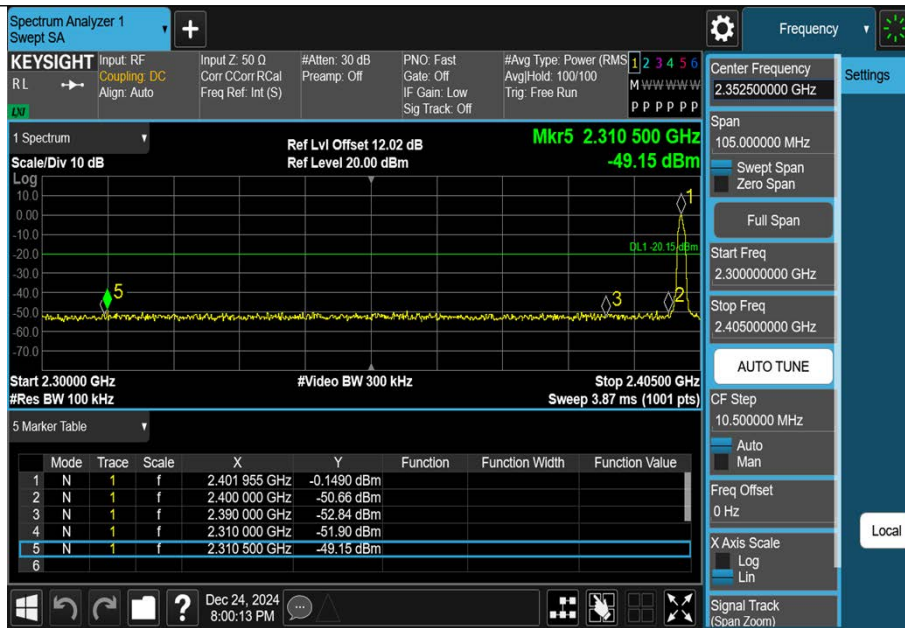 Spectrum Analyzer 1
Swept SA
Frequency
KEYSIGHT
RL
LXI
Input: RF
Coupling: DC
Align: Auto
Input Z: 50 Ω
Corr CCorr RCal
Freq Ref: Int (S)
#Atten: 30 dB
Preamp: Off
PNO: Fast
Gate: Off
IF Gain: Low
Sig Track: Off
#Avg Type: Power (RMS
Avg|Hold: 100/100
Trig: Free Run
1 2 3 4 5 6
M W W W W W
P P P P P P
1 Spectrum
Scale/Div 10 dB
Ref Lvl Offset 12.02 dB
Ref Level 20.00 dBm
Mkr5 2.310 500 GHz
-49.15 dBm
Log
10.0
0.00
-10.0
-20.0
-30.0
-40.0
-50.0
-60.0
-70.0
1
DL1 -20.15 dBm
5
3
2
Start 2.30000 GHz
#Video BW 300 kHz
Stop 2.40500 GHz
#Res BW 100 kHz
Sweep 3.87 ms (1001 pts)
5 Marker Table
Mode Trace Scale X Y Function Function Width Function Value
1 N 1 f 2.401 955 GHz -0.1490 dBm
2 N 1 f 2.400 000 GHz -50.66 dBm
3 N 1 f 2.390 000 GHz -52.84 dBm
4 N 1 f 2.310 000 GHz -51.90 dBm
5 N 1 f 2.310 500 GHz -49.15 dBm
6
Dec 24, 2024
8:00:13 PM
Center Frequency
2.352500000 GHz
Span
105.000000 MHz
Swept Span
Zero Span
Full Span
Start Freq
2.300000000 GHz
Stop Freq
2.405000000 GHz
AUTO TUNE
CF Step
10.500000 MHz
Auto
Man
Freq Offset
0 Hz
X Axis Scale
Log
Lin
Signal Track
(Span Zoom)
Settings
Local